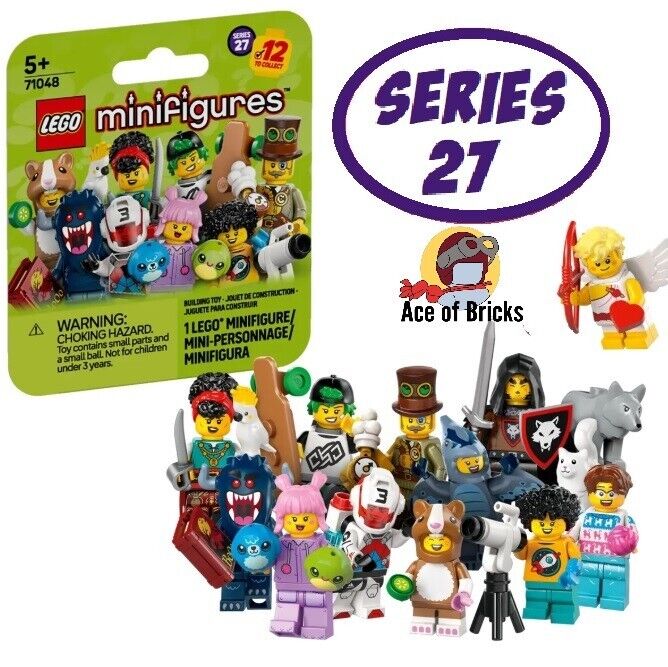 5+
71048
SERIES
27
12
TO COLLECT
LEGO minifigures™
3
BUILDING TOY · JOUET DE CONSTRUCTION ·
JUGUETE PARA CONSTRUIR
⚠ WARNING:
CHOKING HAZARD.
Toy contains small parts and
a small ball. Not for children
under 3 years.
1 LEGO® MINIFIGURE/
MINI-PERSONNAGE/
MINIFIGURA
SERIES
27
Ace of Bricks
3